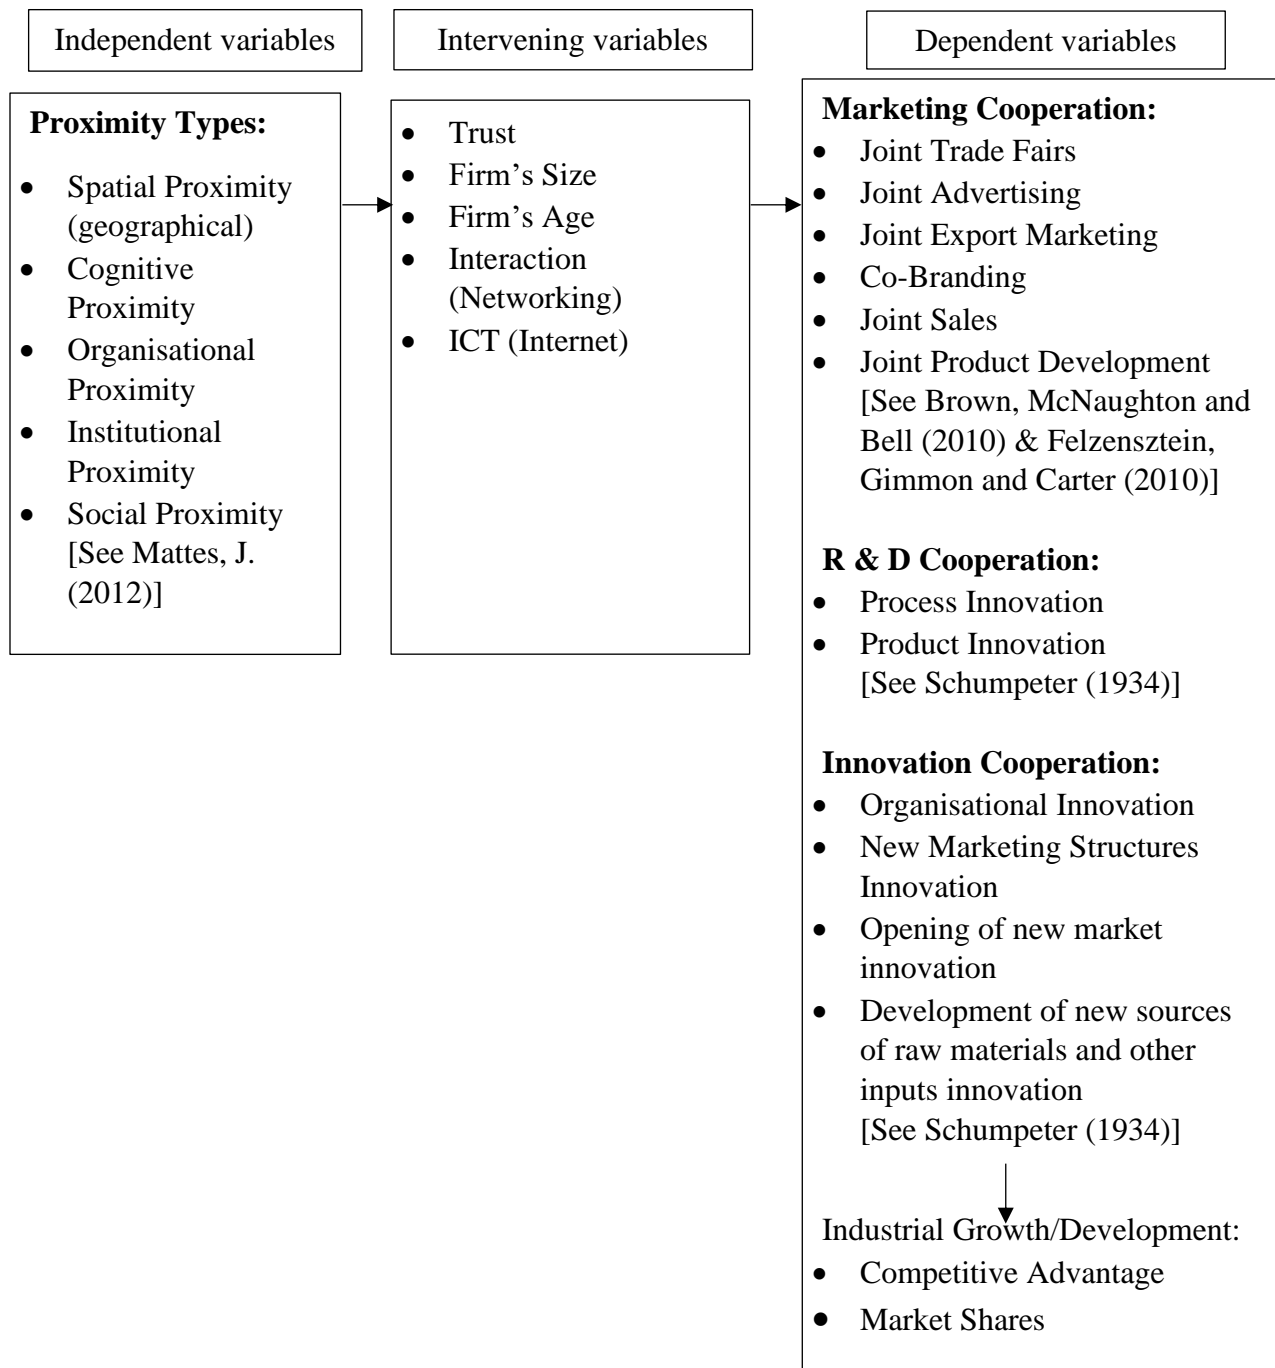 Independent variables
Intervening variables
Dependent variables
Proximity Types:
• Spatial Proximity
(geographical)
• Cognitive
Proximity
• Organisational
Proximity
• Institutional
Proximity
• Social Proximity
[See Mattes, J.
(2012)]
• Trust
• Firm’s Size
• Firm’s Age
• Interaction
(Networking)
• ICT (Internet)
Marketing Cooperation:
• Joint Trade Fairs
• Joint Advertising
• Joint Export Marketing
• Co-Branding
• Joint Sales
• Joint Product Development
[See Brown, McNaughton and
Bell (2010) & Felzensztein,
Gimmon and Carter (2010)]
R & D Cooperation:
• Process Innovation
• Product Innovation
[See Schumpeter (1934)]
Innovation Cooperation:
• Organisational Innovation
• New Marketing Structures
Innovation
• Opening of new market
innovation
• Development of new sources
of raw materials and other
inputs innovation
[See Schumpeter (1934)]
Industrial Growth/Development:
• Competitive Advantage
• Market Shares